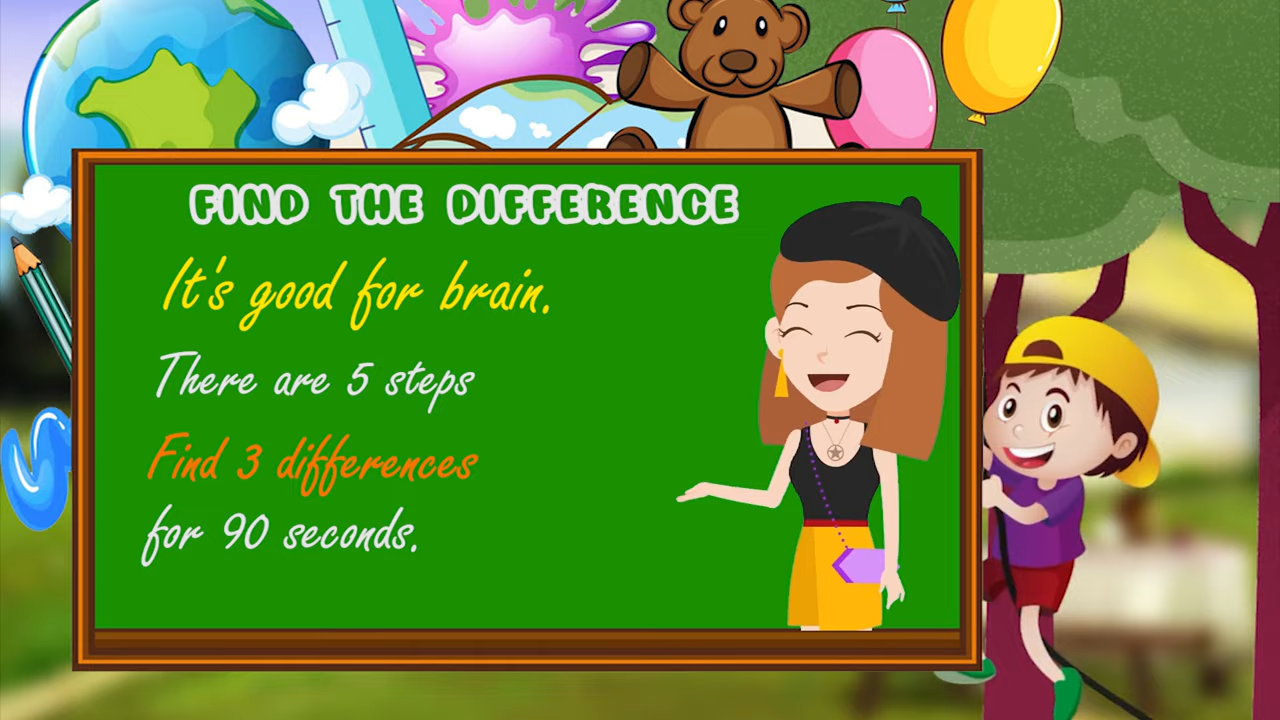 FIND THE DIFFERENCE
It's good for brain.
There are 5 steps
Find 3 differences
for 90 seconds.